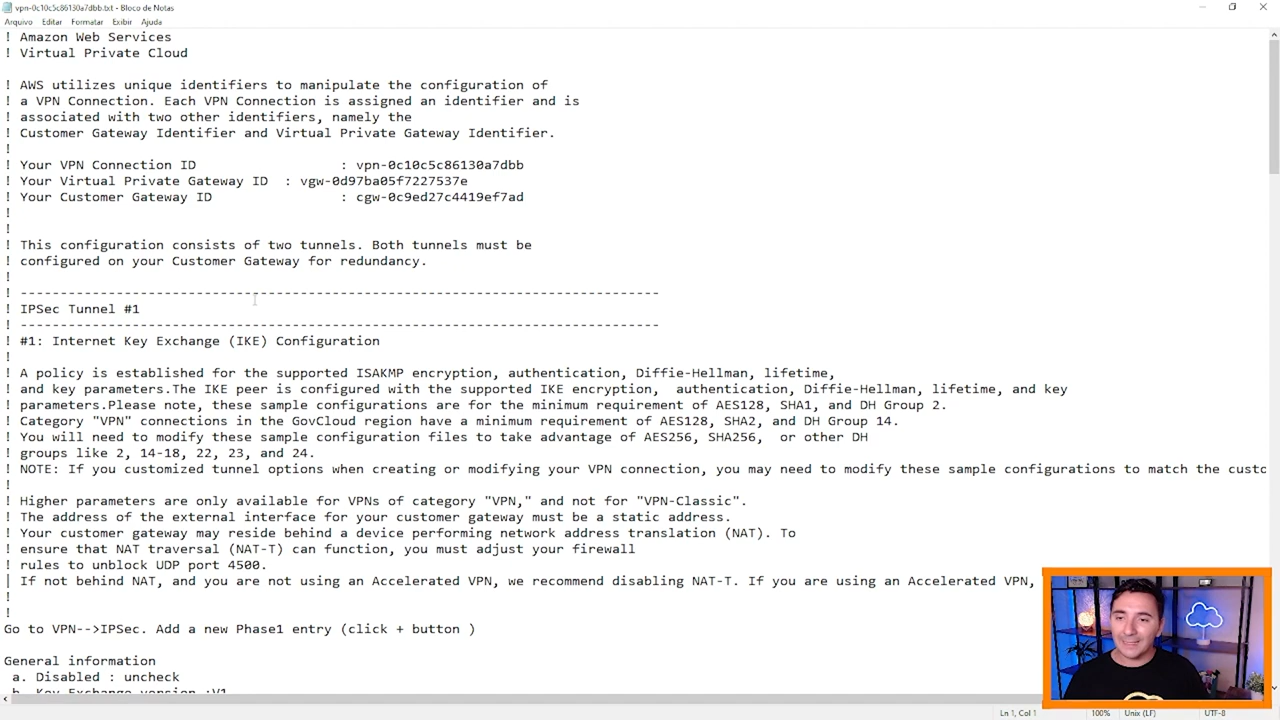 vpn-0c10c5c86130a7dbb.txt - Bloco de Notas
Arquivo Editar Formatar Exibir Ajuda
! Amazon Web Services
! Virtual Private Cloud
! AWS utilizes unique identifiers to manipulate the configuration of
! a VPN Connection. Each VPN Connection is assigned an identifier and is
! associated with two other identifiers, namely the
! Customer Gateway Identifier and Virtual Private Gateway Identifier.
!
! Your VPN Connection ID : vpn-0c10c5c86130a7dbb
! Your Virtual Private Gateway ID : vgw-0d97ba05f7227537e
! Your Customer Gateway ID : cgw-0c9ed27c4419ef7ad
!
!
! This configuration consists of two tunnels. Both tunnels must be
! configured on your Customer Gateway for redundancy.
!
! --------------------------------------------------------------------------------
! IPSec Tunnel #1
! --------------------------------------------------------------------------------
! #1: Internet Key Exchange (IKE) Configuration
!
! A policy is established for the supported ISAKMP encryption, authentication, Diffie-Hellman, lifetime,
! and key parameters.The IKE peer is configured with the supported IKE encryption,  authentication, Diffie-Hellman, lifetime, and key
! parameters.Please note, these sample configurations are for the minimum requirement of AES128, SHA1, and DH Group 2.
! Category "VPN" connections in the GovCloud region have a minimum requirement of AES128, SHA2, and DH Group 14.
! You will need to modify these sample configuration files to take advantage of AES256, SHA256,  or other DH
! groups like 2, 14-18, 22, 23, and 24.
! NOTE: If you customized tunnel options when creating or modifying your VPN connection, you may need to modify these sample configurations to match the custo
!
! Higher parameters are only available for VPNs of category "VPN," and not for "VPN-Classic".
! The address of the external interface for your customer gateway must be a static address.
! Your customer gateway may reside behind a device performing network address translation (NAT). To
! ensure that NAT traversal (NAT-T) can function, you must adjust your firewall
! rules to unblock UDP port 4500.
! If not behind NAT, and you are not using an Accelerated VPN, we recommend disabling NAT-T. If you are using an Accelerated VPN,
!
!
Go to VPN-->IPSec. Add a new Phase1 entry (click + button )
General information
a. Disabled : uncheck
b. Key Exchange version :V1
Ln 1, Col 1 100% Unix (LF) UTF-8